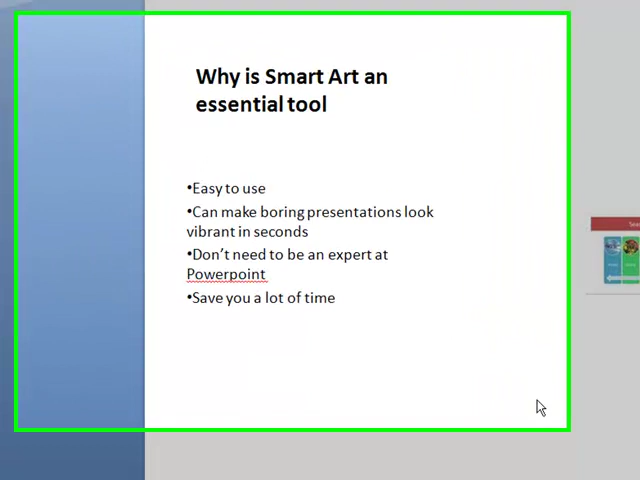 Why is Smart Art an
essential tool
•Easy to use
•Can make boring presentations look
vibrant in seconds
•Don't need to be an expert at
Powerpoint
•Save you a lot of time